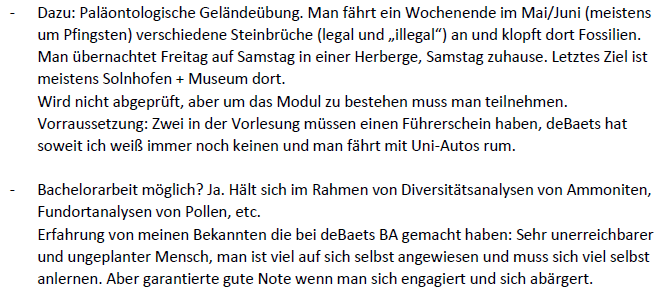 - Dazu: Paläontologische Geländeübung. Man fährt ein Wochenende im Mai/Juni (meistens
um Pfingsten) verschiedene Steinbrüche (legal und „illegal“) an und klopft dort Fossilien.
Man übernachtet Freitag auf Samstag in einer Herberge, Samstag zuhause. Letztes Ziel ist
meistens Solnhofen + Museum dort.
Wird nicht abgeprüft, aber um das Modul zu bestehen muss man teilnehmen.
Vorraussetzung: Zwei in der Vorlesung müssen einen Führerschein haben, deBaets hat
soweit ich weiß immer noch keinen und man fährt mit Uni-Autos rum.
- Bachelorarbeit möglich? Ja. Hält sich im Rahmen von Diversitätsanalysen von Ammoniten,
Fundortanalysen von Pollen, etc.
Erfahrung von meinen Bekannten die bei deBaets BA gemacht haben: Sehr unerreichbarer
und ungeplanter Mensch, man ist viel auf sich selbst angewiesen und muss sich viel selbst
anlernen. Aber garantierte gute Note wenn man sich engagiert und sich abärgert.